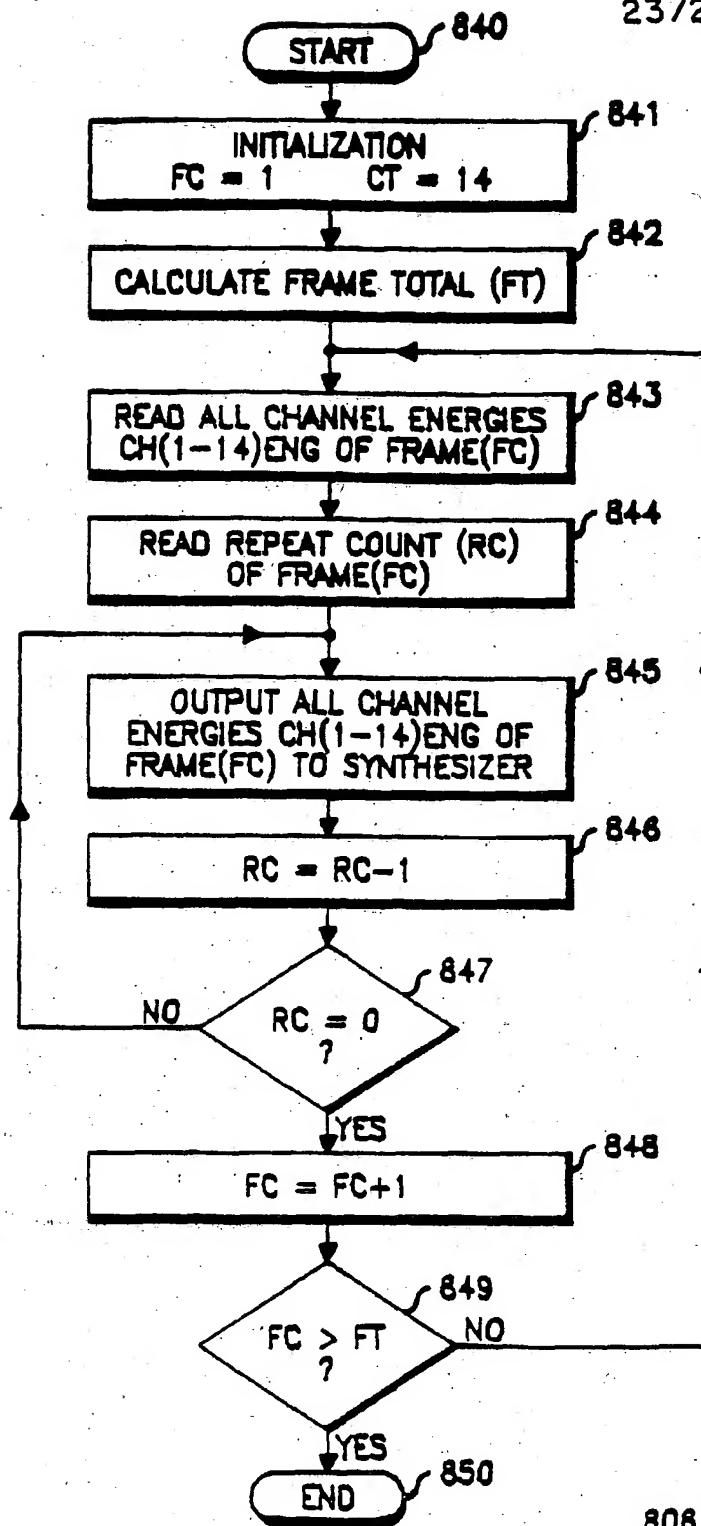 23/2
START
840
841
INITIALIZATION
FC = 1 CT = 14
842
CALCULATE FRAME TOTAL (FT)
843
READ ALL CHANNEL ENERGIES
CH(1-14)ENG OF FRAME(FC)
844
READ REPEAT COUNT (RC)
OF FRAME(FC)
845
OUTPUT ALL CHANNEL
ENERGIES CH(1-14)ENG OF
FRAME(FC) TO SYNTHESIZER
846
RC = RC-1
847
RC = 0
?
NO
YES
848
FC = FC+1
849
FC > FT
?
NO
YES
850
END
808